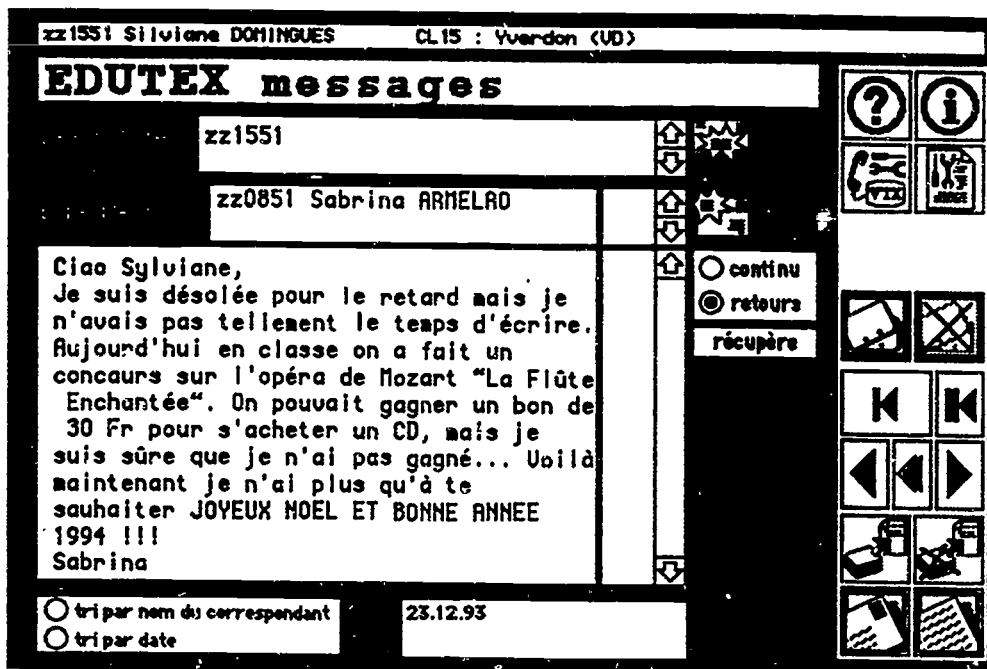 zz1551 Silviane DOMINGUES CL15 : Yverdon (VD)
EDUTEX messages
zz1551
zz0851 Sabrina ARMELAO
Ciao Sylviane,
Je suis désolée pour le retard mais je
n'avais pas tellement le temps d'écrire.
Aujourd'hui en classe on a fait un
concours sur l'opéra de Mozart "La Flûte
Enchantée". On pouvait gagner un bon de
30 Fr pour s'acheter un CD, mais je
suis sûre que je n'ai pas gagné... Voilà
maintenant je n'ai plus qu'à te
souhaiter JOYEUX NOEL ET BONNE ANNEE
1994 !!!
Sabrina
continu
retours
récupère
tri par nom du correspondant
tri par date
23.12.93
VTX